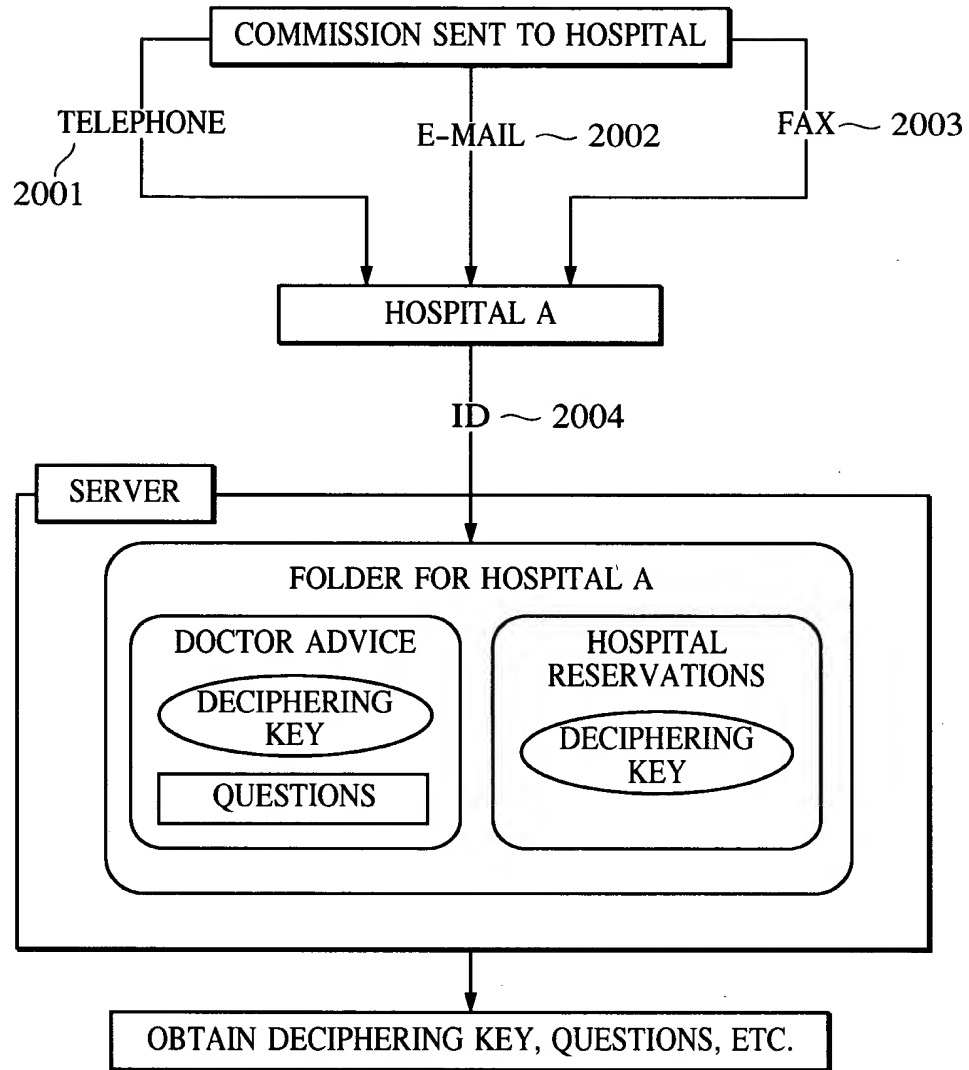 COMMISSION SENT TO HOSPITAL
TELEPHONE
2001
E-MAIL ~ 2002
FAX ~ 2003
HOSPITAL A
ID ~ 2004
SERVER
FOLDER FOR HOSPITAL A
DOCTOR ADVICE
DECIPHERING
KEY
QUESTIONS
HOSPITAL
RESERVATIONS
DECIPHERING
KEY
OBTAIN DECIPHERING KEY, QUESTIONS, ETC.